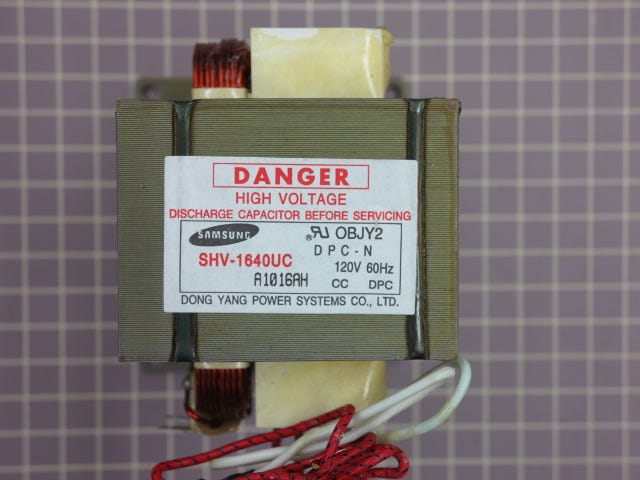 DANGER
HIGH VOLTAGE
DISCHARGE CAPACITOR BEFORE SERVICING
SAMSUNG ® OBJY2
DPC-N
SHV-1640UC 120V 60Hz
A1016AH CC DPC
DONG YANG POWER SYSTEMS CO., LTD.